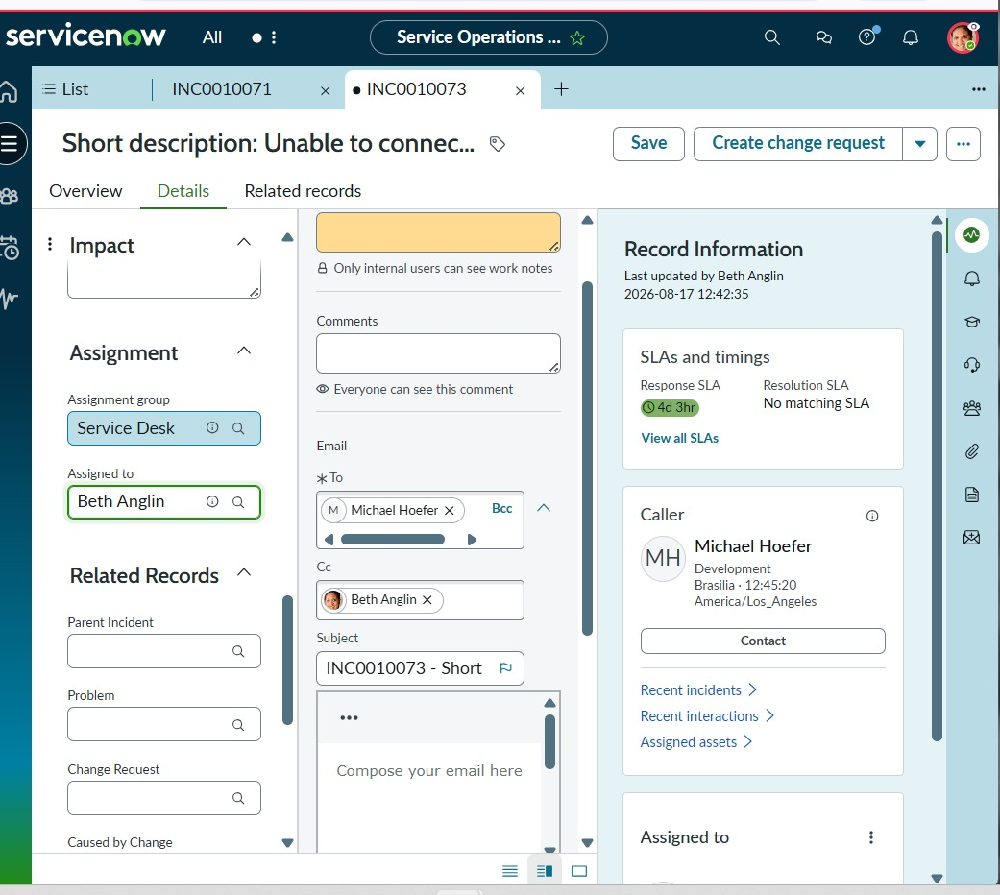 servicenow
All
Service Operations ...
List
INC0010071
INC0010073
Short description: Unable to connec...
Save
Create change request
Overview
Details
Related records
Impact
Assignment
Assignment group
Service Desk
Assigned to
Beth Anglin
Related Records
Parent Incident
Problem
Change Request
Caused by Change
Only internal users can see work notes
Comments
Everyone can see this comment
Email
To
M Michael Hoefer
Bcc
Cc
Beth Anglin
Subject
INC0010073 - Short
Compose your email here
Record Information
Last updated by Beth Anglin
2026-08-17 12:42:35
SLAs and timings
Response SLA
Resolution SLA
4d 3hr
No matching SLA
View all SLAs
Caller
MH
Michael Hoefer
Development
Brasilia · 12:45:20
America/Los_Angeles
Contact
Recent incidents
Recent interactions
Assigned assets
Assigned to